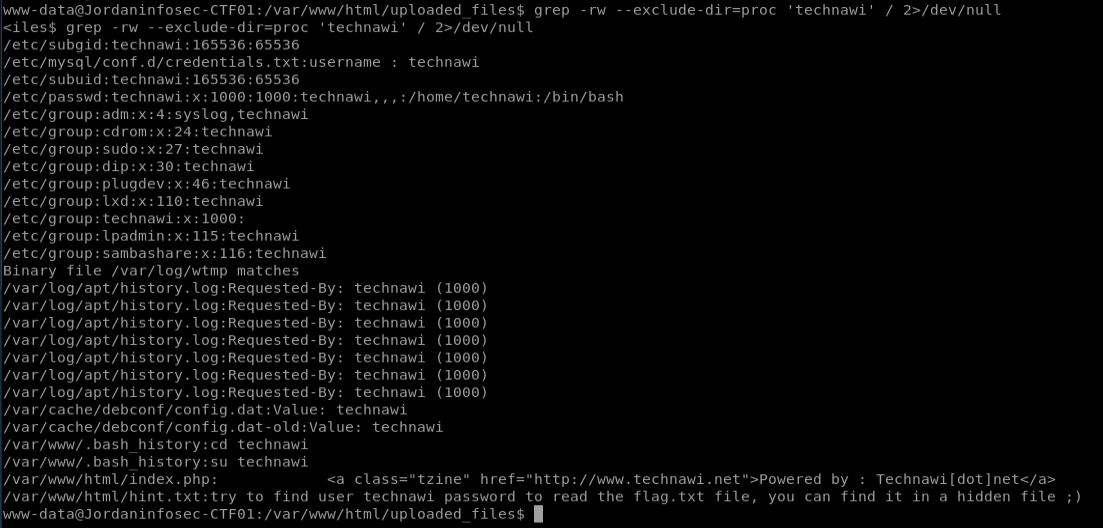 www-data@Jordaninfosec-CTF01:/var/www/html/uploaded_files$ grep -rw --exclude-dir=proc 'technawi' / 2>/dev/null
<iles$ grep -rw --exclude-dir=proc 'technawi' / 2>/dev/null
/etc/subgid:technawi:165536:65536
/etc/mysql/conf.d/credentials.txt:username : technawi
/etc/subuid:technawi:165536:65536
/etc/passwd:technawi:x:1000:1000:technawi,,,:/home/technawi:/bin/bash
/etc/group:adm:x:4:syslog,technawi
/etc/group:cdrom:x:24:technawi
/etc/group:sudo:x:27:technawi
/etc/group:dip:x:30:technawi
/etc/group:plugdev:x:46:technawi
/etc/group:lxd:x:110:technawi
/etc/group:technawi:x:1000:
/etc/group:lpadmin:x:115:technawi
/etc/group:sambashare:x:116:technawi
Binary file /var/log/wtmp matches
/var/log/apt/history.log:Requested-By: technawi (1000)
/var/log/apt/history.log:Requested-By: technawi (1000)
/var/log/apt/history.log:Requested-By: technawi (1000)
/var/log/apt/history.log:Requested-By: technawi (1000)
/var/log/apt/history.log:Requested-By: technawi (1000)
/var/log/apt/history.log:Requested-By: technawi (1000)
/var/log/apt/history.log:Requested-By: technawi (1000)
/var/cache/debconf/config.dat:Value: technawi
/var/cache/debconf/config.dat-old:Value: technawi
/var/www/.bash_history:cd technawi
/var/www/.bash_history:su technawi
/var/www/html/index.php:            <a class="tzine" href="http://www.technawi.net">Powered by : Technawi[dot]net</a>
/var/www/html/hint.txt:try to find user technawi password to read the flag.txt file, you can find it in a hidden file ;)
www-data@Jordaninfosec-CTF01:/var/www/html/uploaded_files$